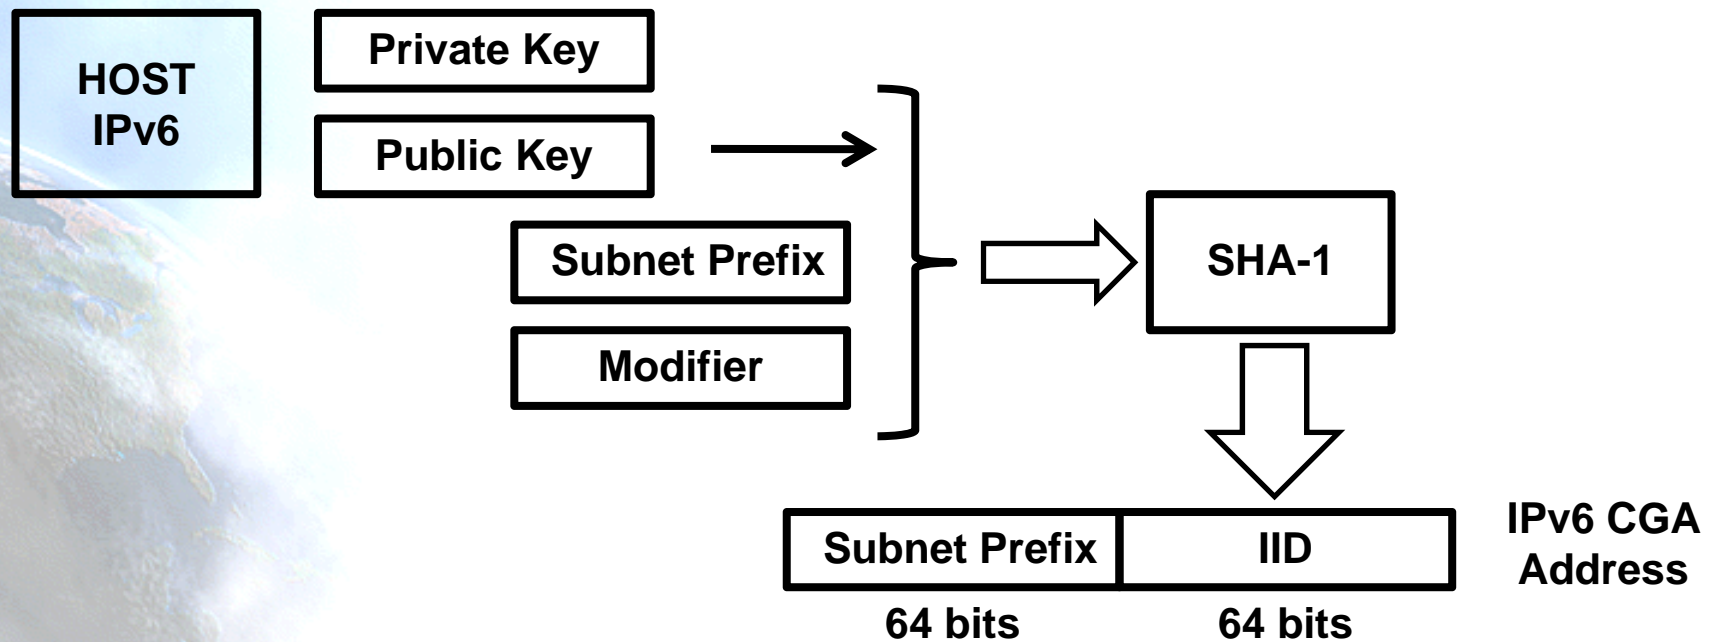 HOST
IPv6
Private Key
Public Key
Subnet Prefix
Modifier
SHA-1
Subnet Prefix
IID
IPv6 CGA
Address
64 bits
64 bits